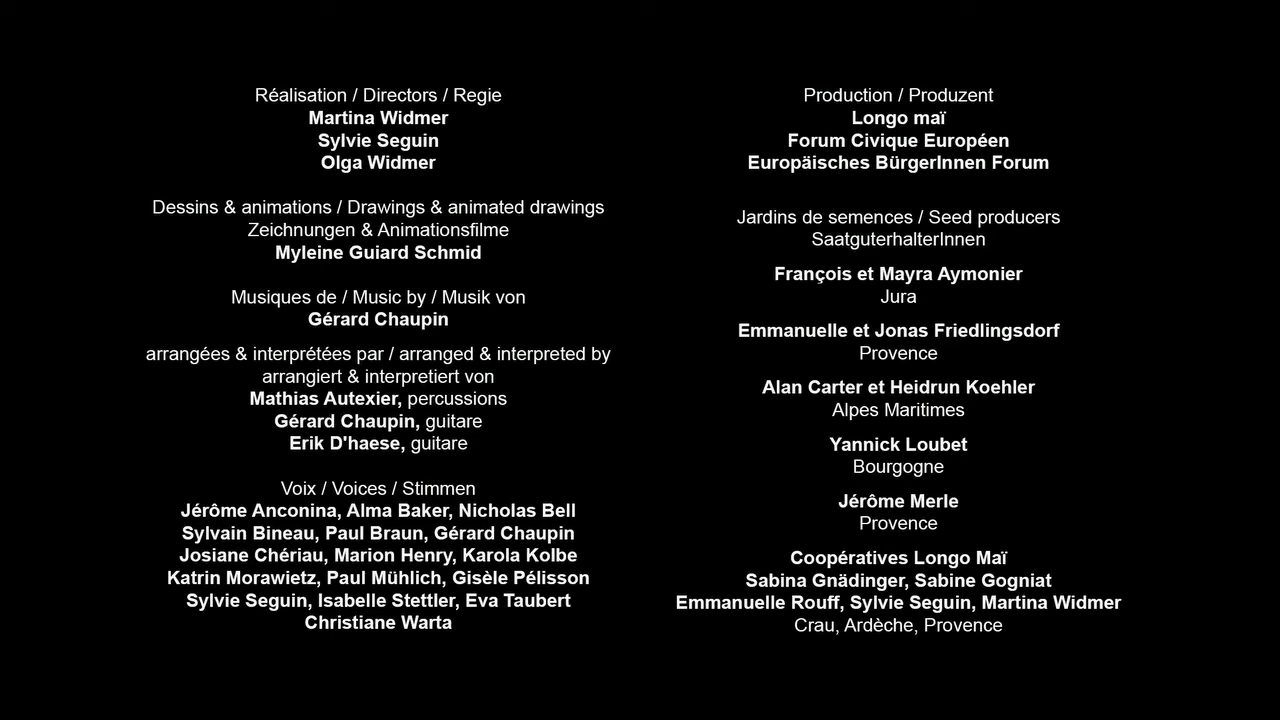 Réalisation / Directors / Regie
Martina Widmer
Sylvie Seguin
Olga Widmer
Dessins & animations / Drawings & animated drawings
Zeichnungen & Animationsfilme
Myleine Guiard Schmid
Musiques de / Music by / Musik von
Gérard Chaupin
arrangées & interprétées par / arranged & interpreted by
arrangiert & interpretiert von
Mathias Autexier, percussions
Gérard Chaupin, guitare
Erik D'haese, guitare
Voix / Voices / Stimmen
Jérôme Anconina, Alma Baker, Nicholas Bell
Sylvain Bineau, Paul Braun, Gérard Chaupin
Josiane Chériau, Marion Henry, Karola Kolbe
Katrin Morawietz, Paul Mühlich, Gisèle Pélisson
Sylvie Seguin, Isabelle Stettler, Eva Taubert
Christiane Warta
Production / Produzent
Longo maï
Forum Civique Européen
Europäisches BürgerInnen Forum
Jardins de semences / Seed producers
SaatguterhalterInnen
François et Mayra Aymonier
Jura
Emmanuelle et Jonas Friedlingsdorf
Provence
Alan Carter et Heidrun Koehler
Alpes Maritimes
Yannick Loubet
Bourgogne
Jérôme Merle
Provence
Coopératives Longo Maï
Sabina Gnädinger, Sabine Gogniat
Emmanuelle Rouff, Sylvie Seguin, Martina Widmer
Crau, Ardèche, Provence